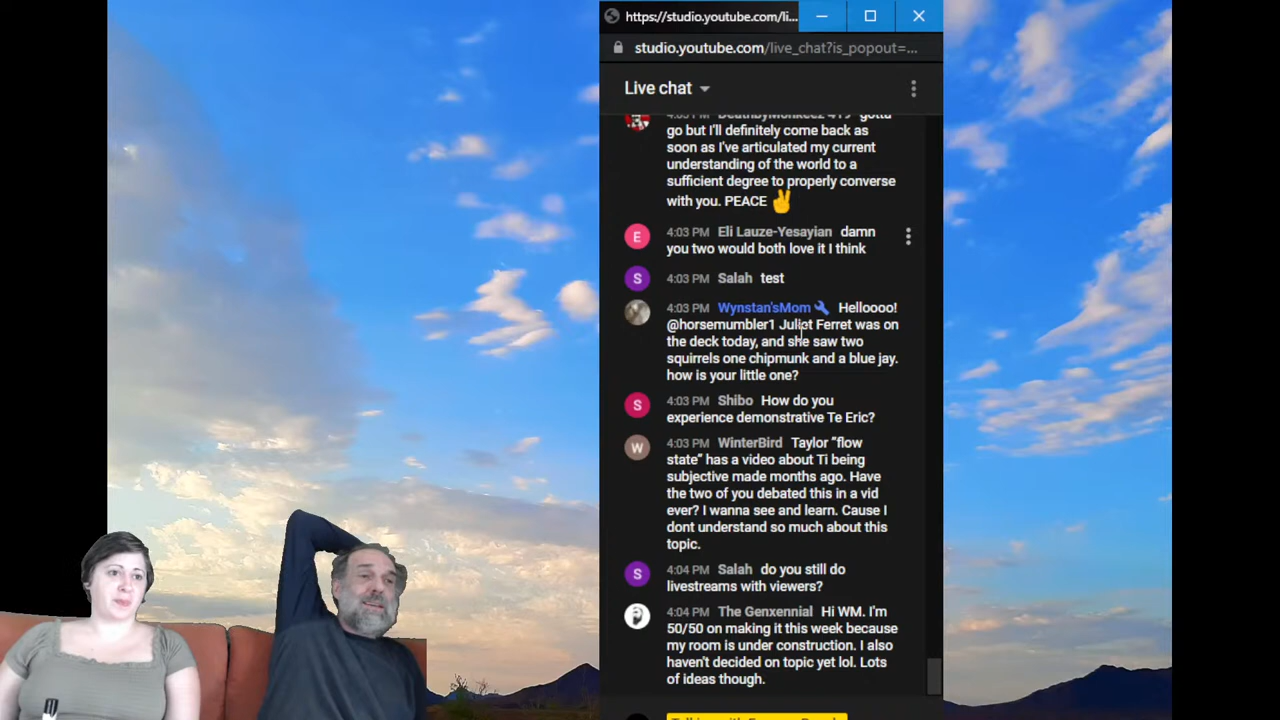 https://studio.youtube.com/li...
studio.youtube.com/live_chat?is_popout=...
Live chat
4:03 PM DeathbyMonkeez 419 gotta
go but I'll definitely come back as
soon as I've articulated my current
understanding of the world to a
sufficient degree to properly converse
with you. PEACE ✌
E 4:03 PM Eli Lauze-Yesayian damn
you two would both love it I think
S 4:03 PM Salah test
4:03 PM Wynstan'sMom Helloooo!
@horsemumbler1 Juliet Ferret was on
the deck today, and she saw two
squirrels one chipmunk and a blue jay.
how is your little one?
S 4:03 PM Shibo How do you
experience demonstrative Te Eric?
W 4:03 PM WinterBird Taylor “flow
state” has a video about Ti being
subjective made months ago. Have
the two of you debated this in a vid
ever? I wanna see and learn. Cause I
dont understand so much about this
topic.
S 4:04 PM Salah do you still do
livestreams with viewers?
4:04 PM The Genxennial Hi WM. I'm
50/50 on making it this week because
my room is under construction. I also
haven't decided on topic yet lol. Lots
of ideas though.